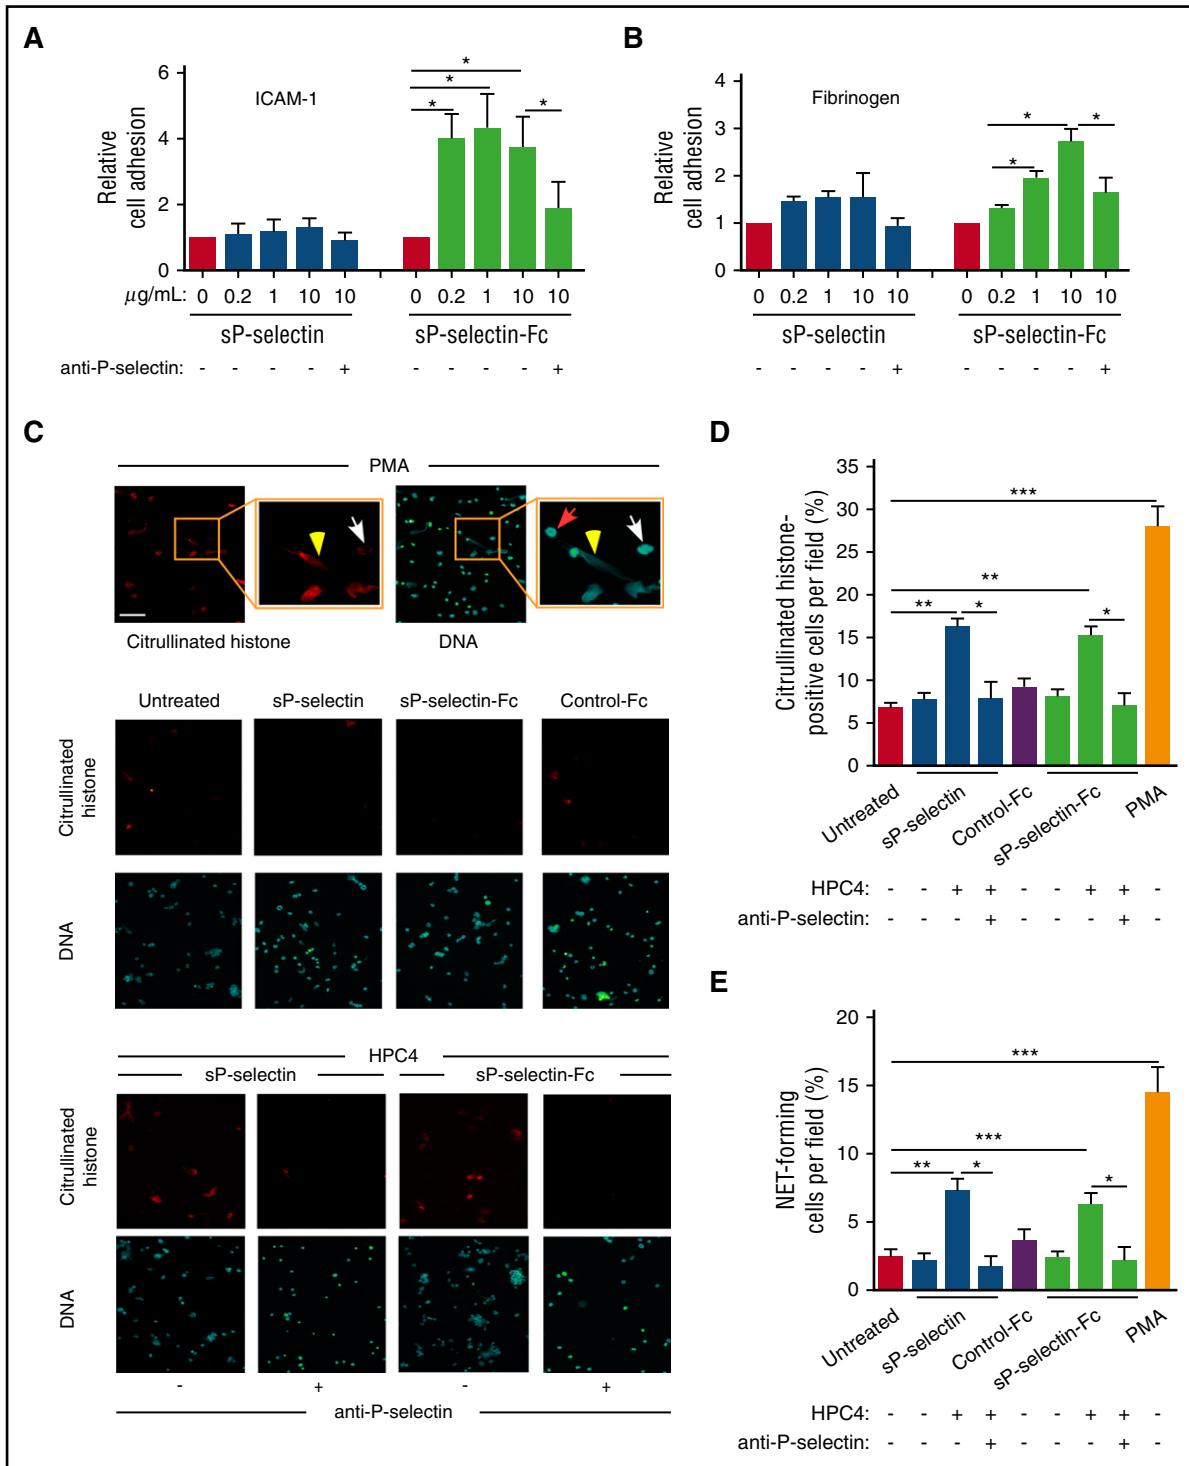 A
Relative
cell adhesion
6
4
2
0
ICAM-1
* * * *
μg/mL: 0 0.2 1 10 10 0 0.2 1 10 10
sP-selectin sP-selectin-Fc
anti-P-selectin: - - - - + - - - - +
B
Relative
cell adhesion
4
3
2
1
0
Fibrinogen
* * *
0 0.2 1 10 10 0 0.2 1 10 10
sP-selectin sP-selectin-Fc
- - - - + - - - - +
C
PMA
Citrullinated histone DNA
Untreated sP-selectin sP-selectin-Fc Control-Fc
Citrullinated
histone
DNA
HPC4
sP-selectin sP-selectin-Fc
Citrullinated
histone
DNA
- + - +
anti-P-selectin
D
Citrullinated histone-
positive cells per field (%)
35
30
25
20
15
10
5
0
***
**
** * *
Untreated sP-selectin Control-Fc sP-selectin-Fc PMA
HPC4: - - + + - - + + -
anti-P-selectin: - - - + - - - + -
E
NET-forming
cells per field (%)
20
15
10
5
0
***
***
** * *
Untreated sP-selectin Control-Fc sP-selectin-Fc PMA
HPC4: - - + + - - + + -
anti-P-selectin: - - - + - - - + -